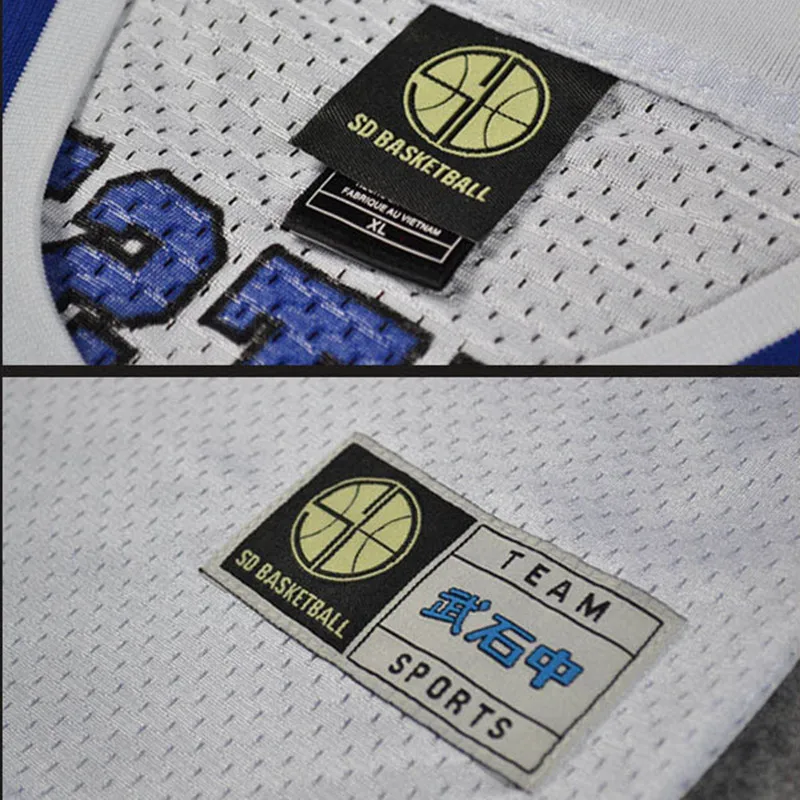 SD BASKETBALL
FABRIQUE AU VIETNAM
XL
SD BASKETBALL
TEAM
武石中
SPORTS